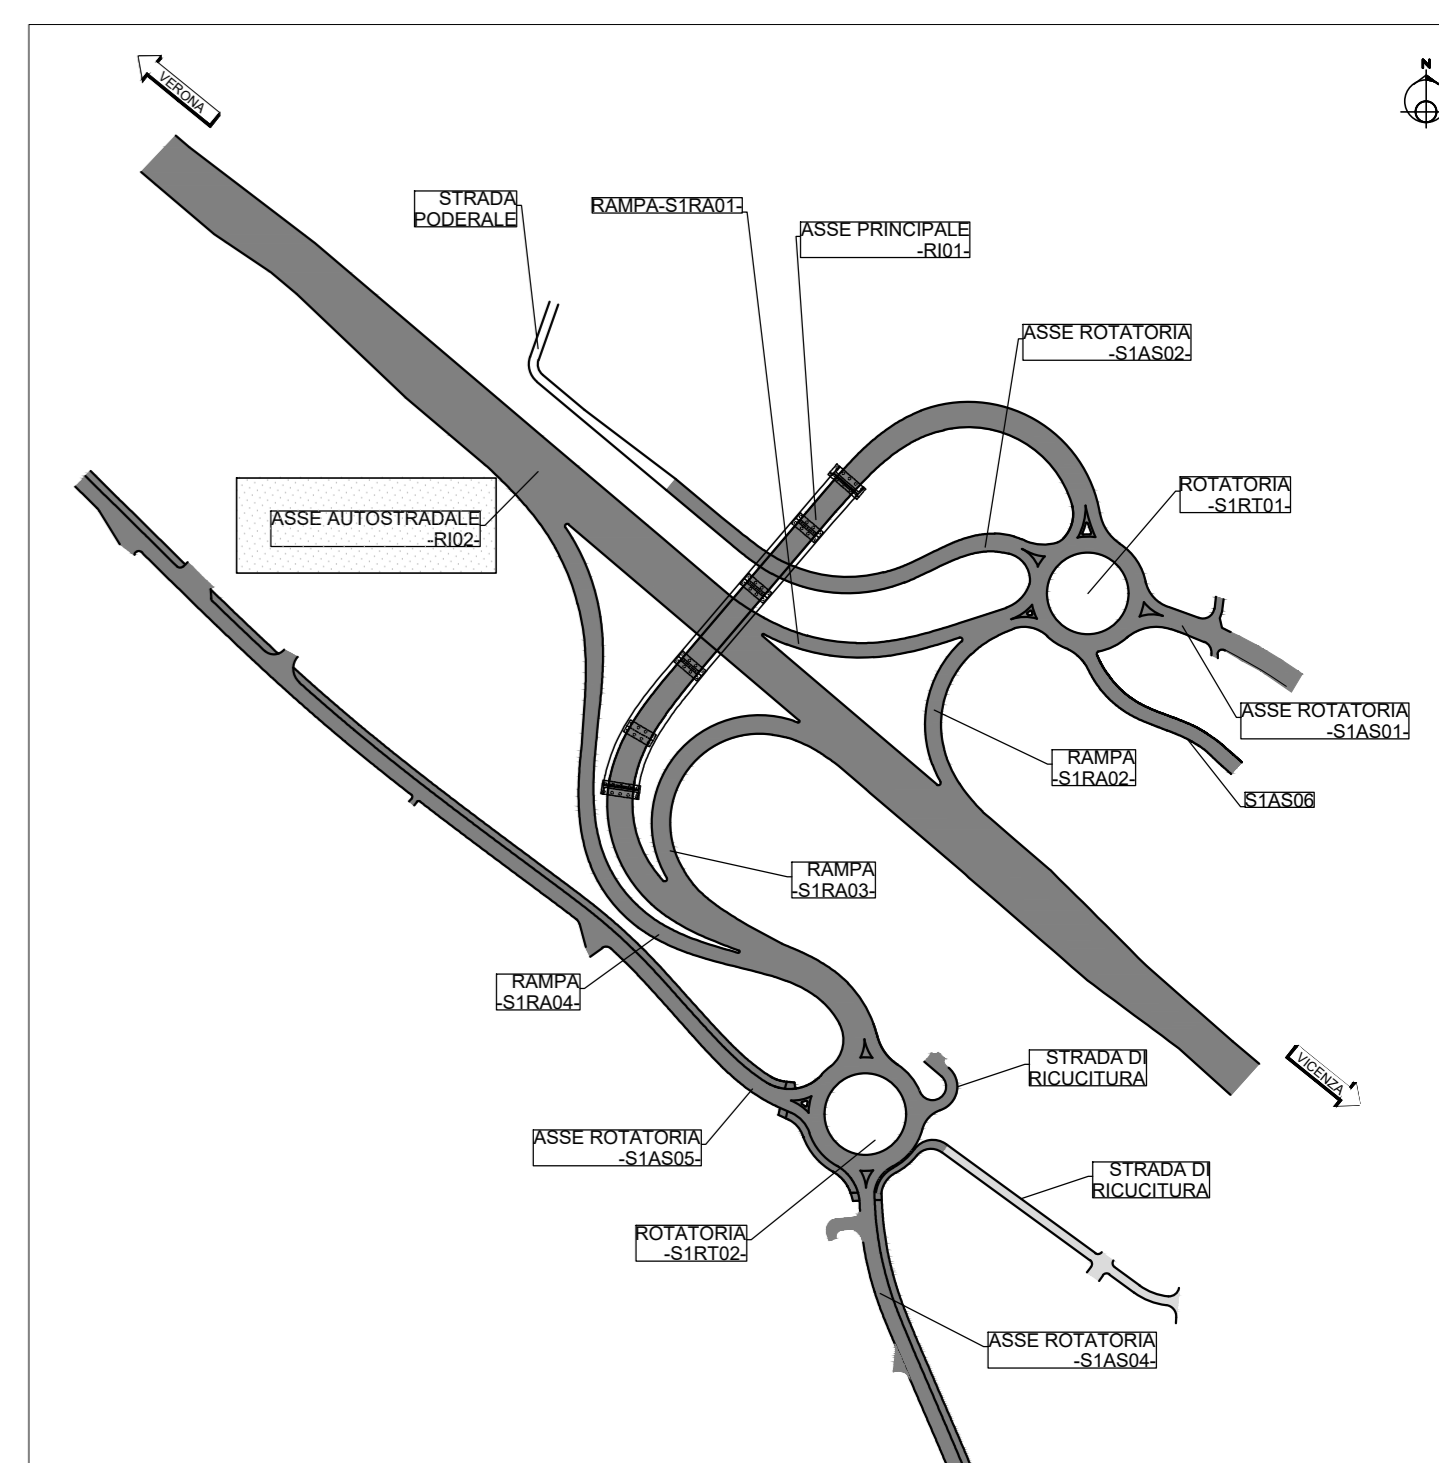 VERONA
N
STRADA
PODERALE
RAMPA-S1RA01-
ASSE PRINCIPALE
-RI01-
ASSE ROTATORIA
-S1AS02-
ROTATORIA
-S1RT01-
ASSE AUTOSTRADALE
-RI02-
ASSE ROTATORIA
-S1AS01-
RAMPA
-S1RA02-
S1AS06
RAMPA
-S1RA03-
RAMPA
-S1RA04-
STRADA DI
RICUCITURA
VICENZA
ASSE ROTATORIA
-S1AS05-
STRADA DI
RICUCITURA
ROTATORIA
-S1RT02-
ASSE ROTATORIA
-S1AS04-